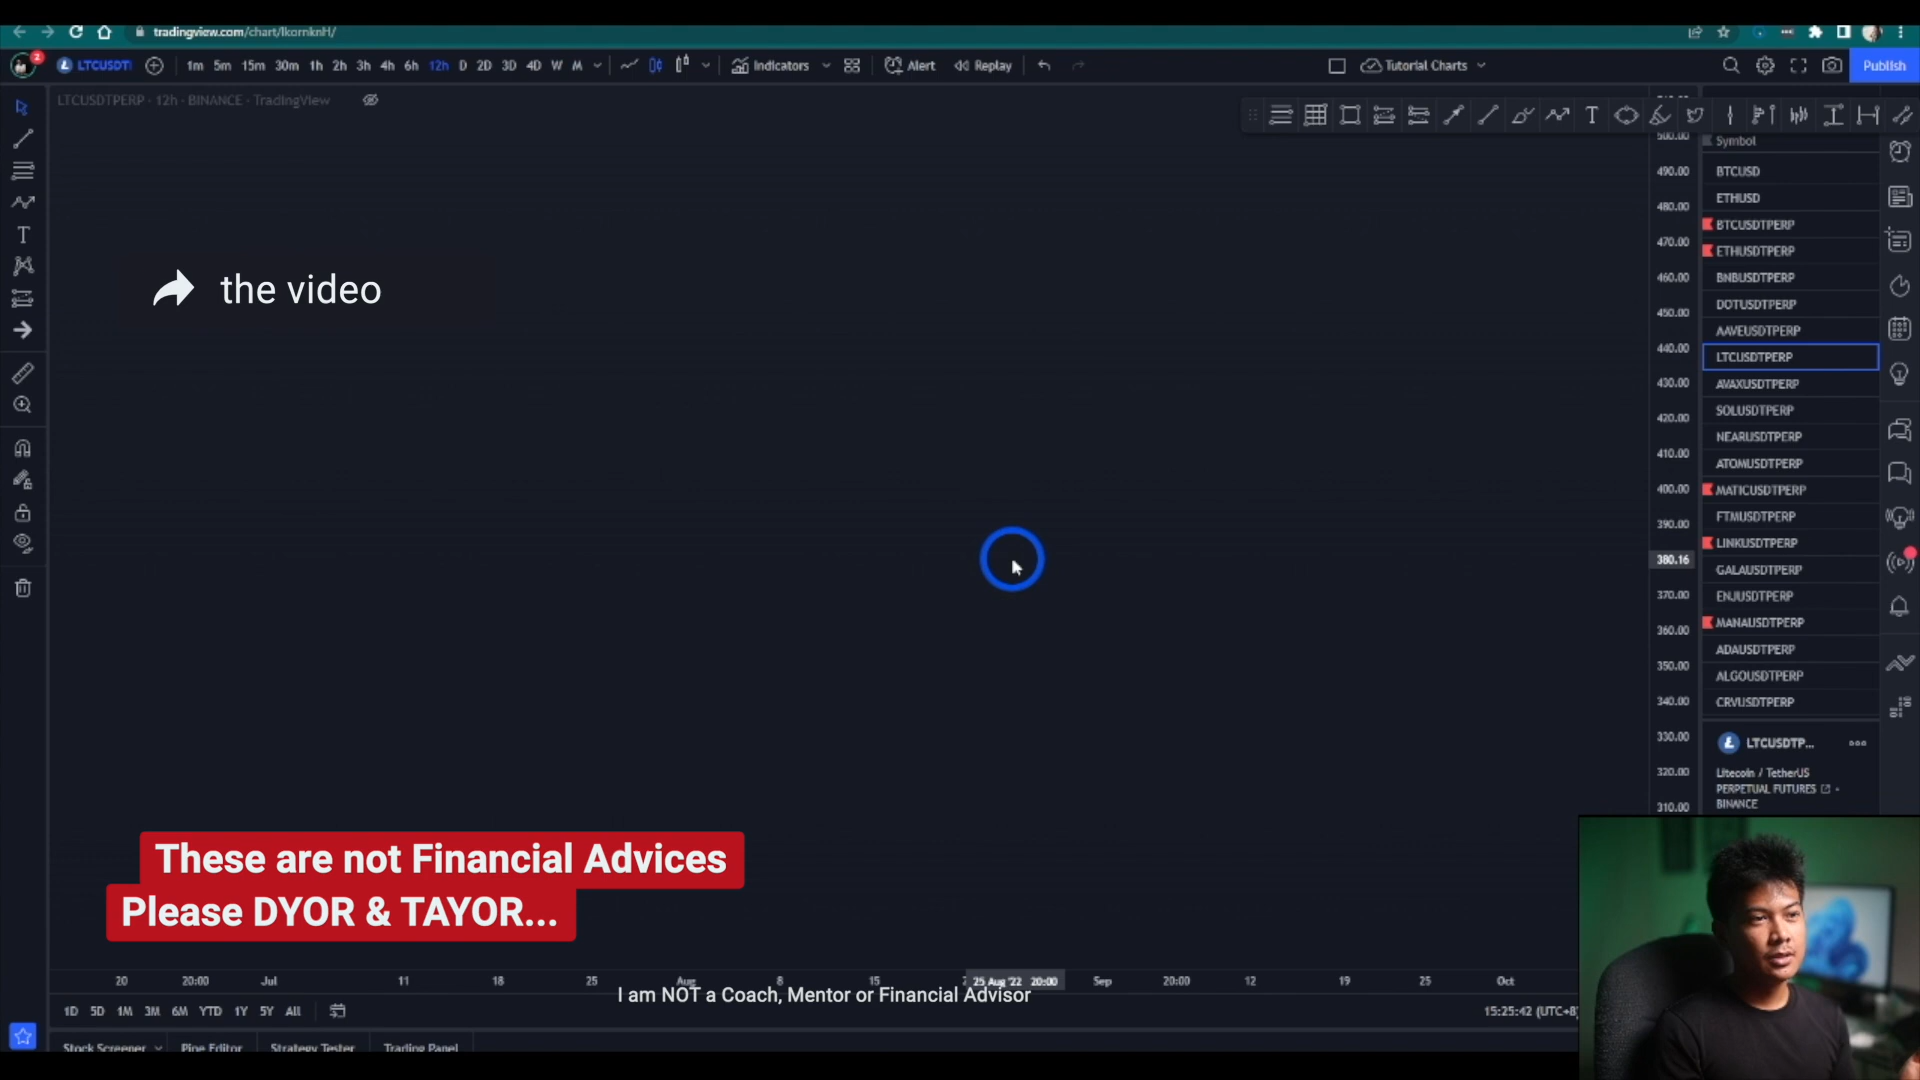 tradingview.com/chart/lkornknH/
2
LTCUSDT
1m 5m 15m 30m 1h 2h 3h 4h 6h 12h D 2D 3D 4D W M
Indicators
Alert
Replay
Tutorial Charts
Publish
LTCUSDTPERP · 12h · BINANCE · TradingView
500.00
490.00
480.00
470.00
460.00
450.00
440.00
430.00
420.00
410.00
400.00
390.00
380.16
370.00
360.00
350.00
340.00
330.00
320.00
310.00
Symbol
BTCUSD
ETHUSD
BTCUSDTPERP
ETHUSDTPERP
BNBUSDTPERP
DOTUSDTPERP
AAVEUSDTPERP
LTCUSDTPERP
AVAXUSDTPERP
SOLUSDTPERP
NEARUSDTPERP
ATOMUSDTPERP
MATICUSDTPERP
FTMUSDTPERP
LINKUSDTPERP
GALAUSDTPERP
ENJUSDTPERP
MANAUSDTPERP
ADAUSDTPERP
ALGOUSDTPERP
CRVUSDTPERP
LTCUSDTP...
Litecoin / TetherUS
PERPETUAL FUTURES
BINANCE
the video
These are not Financial Advices
Please DYOR & TAYOR...
20 20:00 Jul 11 18 25 Aug 8 15 25 Aug '22 20:00 Sep 20:00 12 19 25 Oct
I am NOT a Coach, Mentor or Financial Advisor
1D 5D 1M 3M 6M YTD 1Y 5Y All
15:25:42 (UTC+8)
Stock Screener Pine Editor Strategy Tester Trading Panel